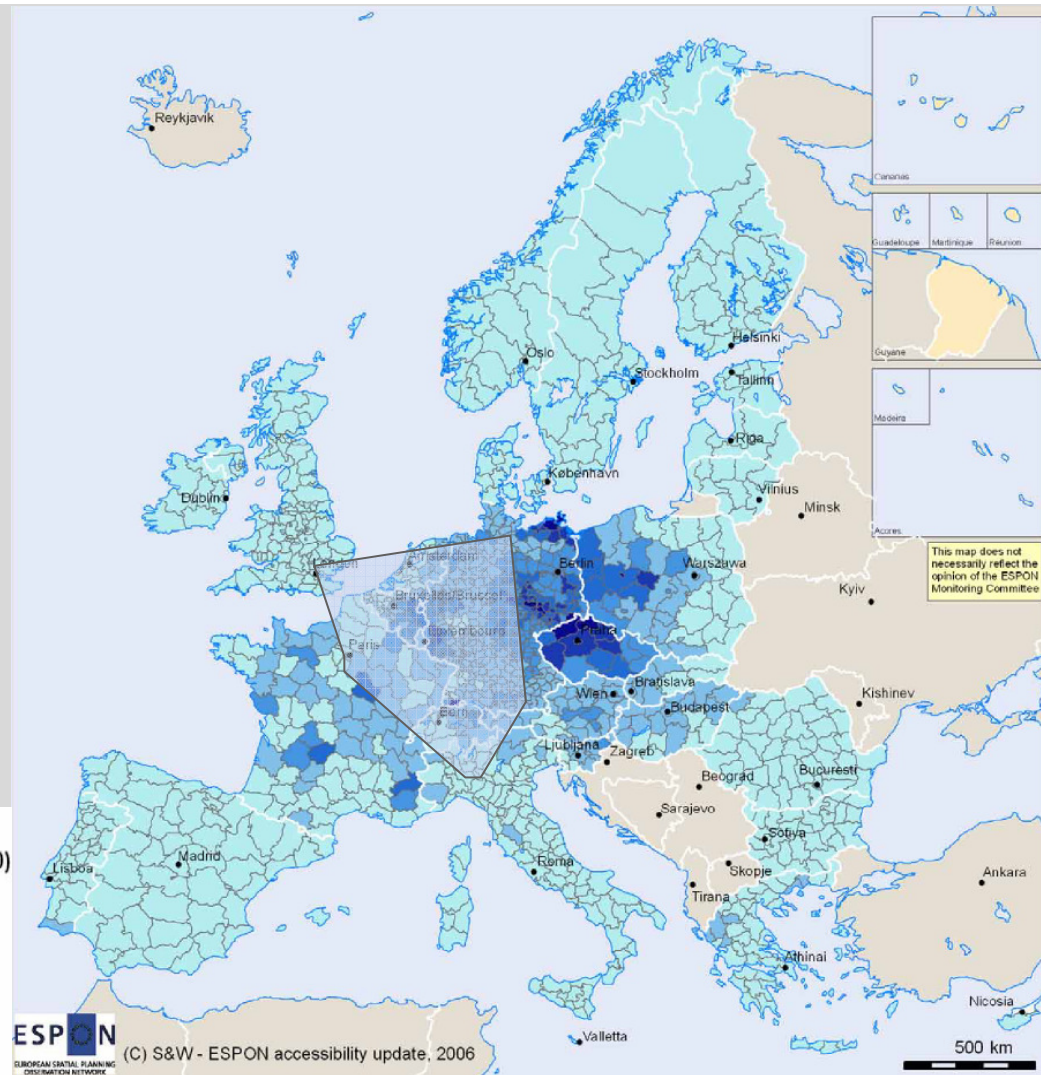 Reykjavik
Canarias
Guadeloupe
Martinique
Réunion
Guyane
Helsinki
Oslo
Tallinn
Stockholm
Madeira
Riga
København
Dublin
Vilnius
Minsk
Acores
This map does not
necessarily reflect the
opinion of the ESPON
Monitoring Committee
London
Amsterdam
Berlin
Warszawa
Kyiv
Bruxelles/Brussel
Luxembourg
Praha
Paris
Wien
Bratislava
Kishinev
Bern
Budapest
Ljubljana
Zagreb
Beograd
Bucuresti
Sarajevo
Sofiya
0)
Lisboa
Madrid
Roma
Skopje
Tirana
Ankara
Athinai
Nicosia
Valletta
ESPON
EUROPEAN SPATIAL PLANNING
OBSERVATION NETWORK
(C) S&W - ESPON accessibility update, 2006
500 km